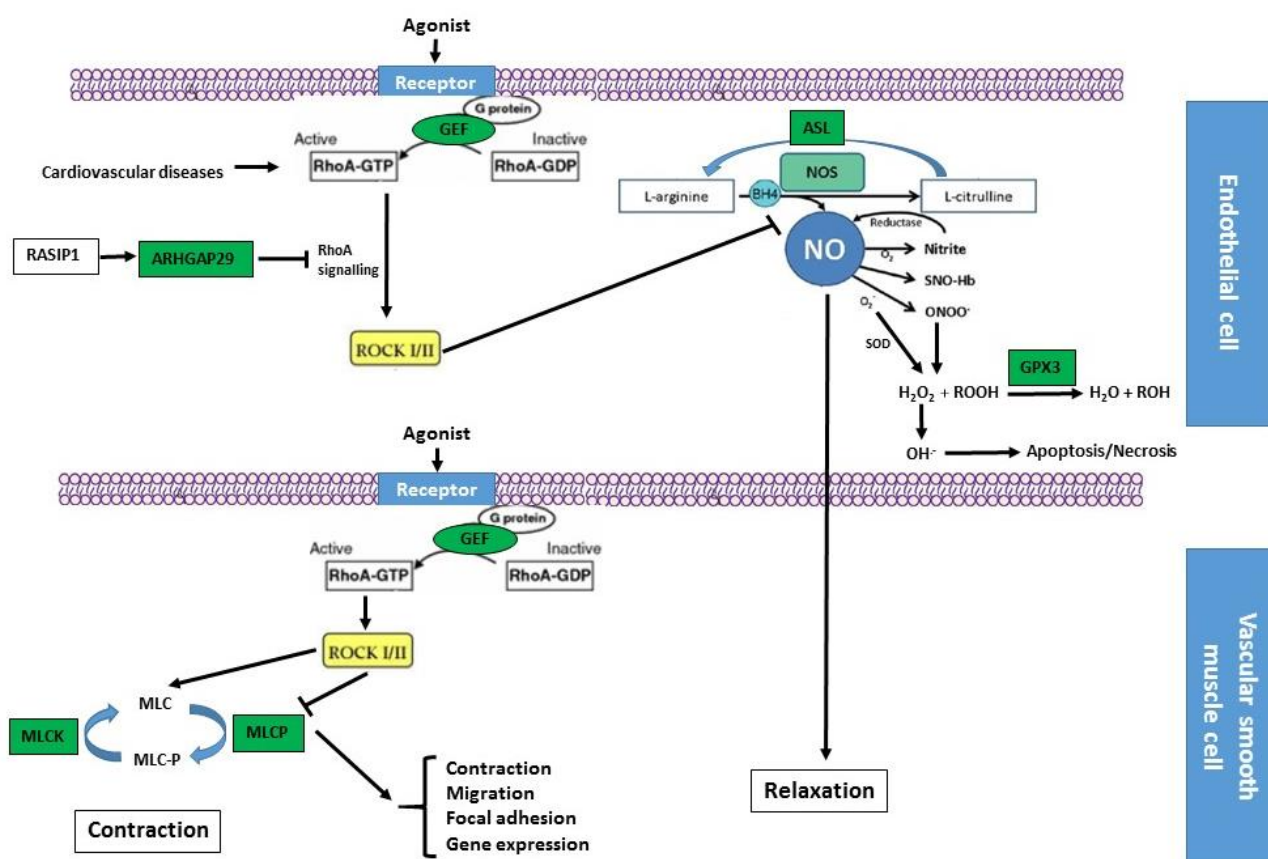 Agonist
Receptor
G protein
GEF
Active
Inactive
RhoA-GTP
RhoA-GDP
Cardiovascular diseases
RASIP1
ARHGAP29
RhoA
signalling
ROCK I/II
ASL
NOS
L-arginine
BH4
L-citrulline
Reductase
NO
O₂
Nitrite
SNO-Hb
O₂⁻
ONOO⁻
SOD
GPX3
H₂O₂ + ROOH
H₂O + ROH
OH·⁻
Apoptosis/Necrosis
Endothelial cell
Agonist
Receptor
G protein
GEF
Active
Inactive
RhoA-GTP
RhoA-GDP
ROCK I/II
MLC
MLCK
MLCP
MLC-P
Contraction
Contraction
Migration
Focal adhesion
Gene expression
Relaxation
Vascular smooth
muscle cell